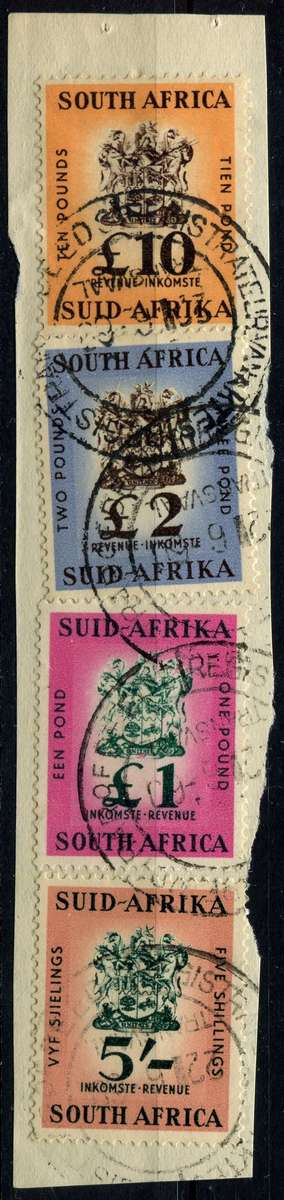 SOUTH AFRICA
TEN POUNDS
TIEN POND
£10
REVENUE·INKOMSTE
SUID-AFRIKA
SOUTH AFRICA
TWO POUNDS
TWEE POND
£2
REVENUE·INKOMSTE
SUID-AFRIKA
SUID-AFRIKA
EEN POND
ONE POUND
£1
INKOMSTE·REVENUE
SOUTH AFRICA
SUID-AFRIKA
VYF SJIELINGS
FIVE SHILLINGS
5/-
INKOMSTE·REVENUE
SOUTH AFRICA